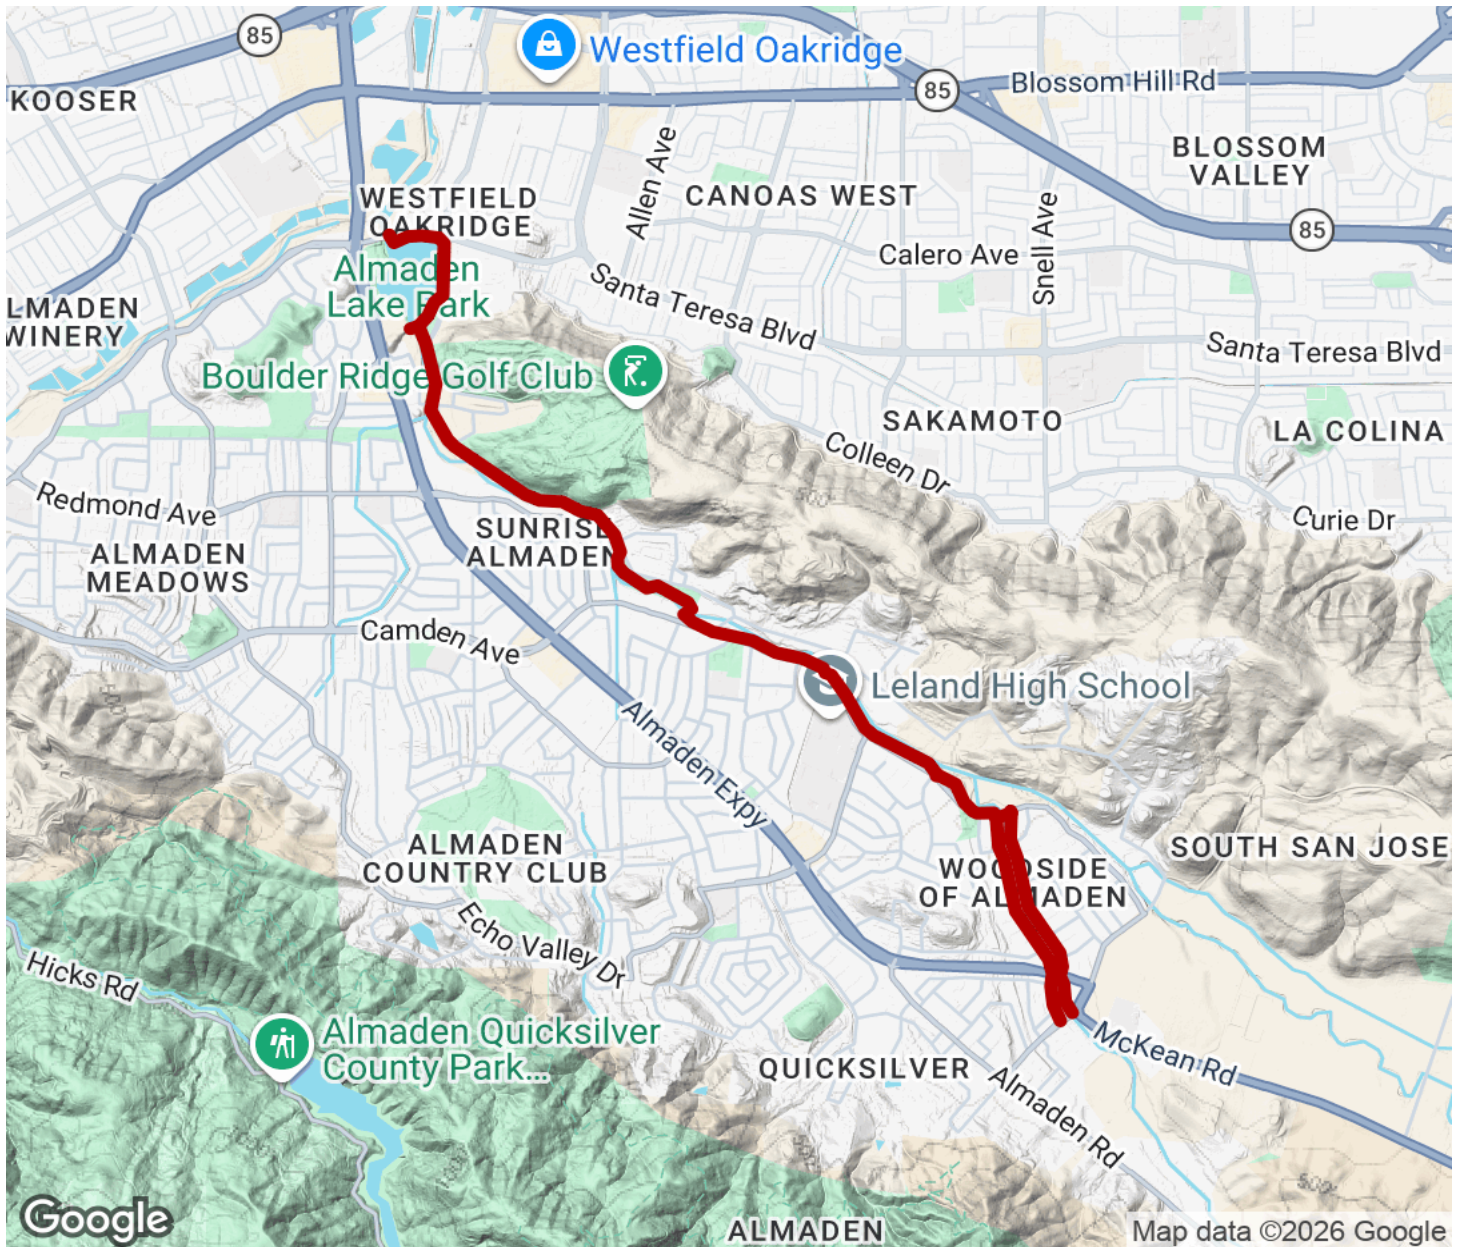 85
Westfield Oakridge
85
Blossom Hill Rd
KOOSER
BLOSSOM
VALLEY
Allen Ave
CANOAS WEST
WESTFIELD
OAKRIDGE
Snell Ave
85
Calero Ave
Almaden
Lake Park
Santa Teresa Blvd
LMADEN
WINERY
Santa Teresa Blvd
Boulder Ridge Golf Club
SAKAMOTO
LA COLINA
Colleen Dr
Redmond Ave
500
Curie Dr
SUNRISE
ALMADEN
ALMADEN
MEADOWS
Camden Ave
Leland High School
Almaden Expy
ALMADEN
COUNTRY CLUB
SOUTH SAN JOSE
WOODSIDE
OF ALMADEN
Echo Valley Dr
Hicks Rd
Almaden Quicksilver
County Park...
McKean Rd
QUICKSILVER
Almaden Rd
500
Google
ALMADEN
Map data ©2026 Google